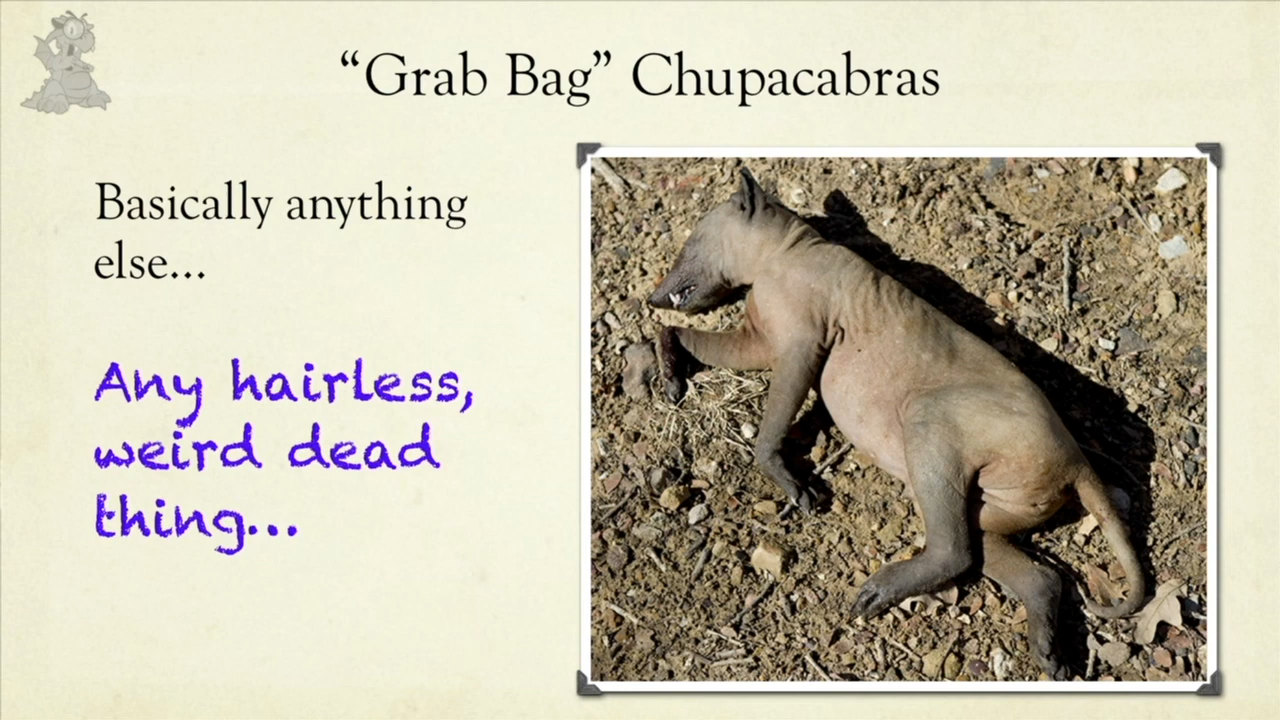 “Grab Bag” Chupacabras
Basically anything
else...
Any hairless,
weird dead
thing...